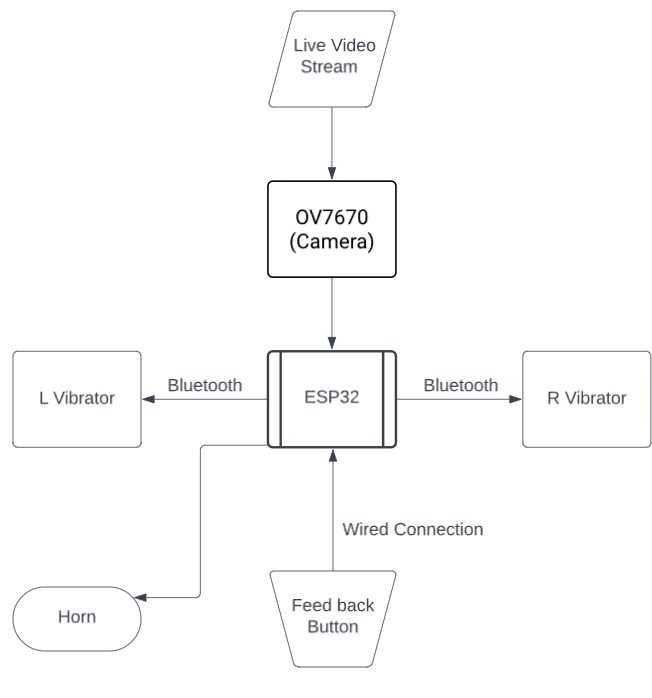 Live Video
Stream
OV7670
(Camera)
Bluetooth
Bluetooth
L Vibrator
ESP32
R Vibrator
Wired Connection
Feed back
Button
Horn